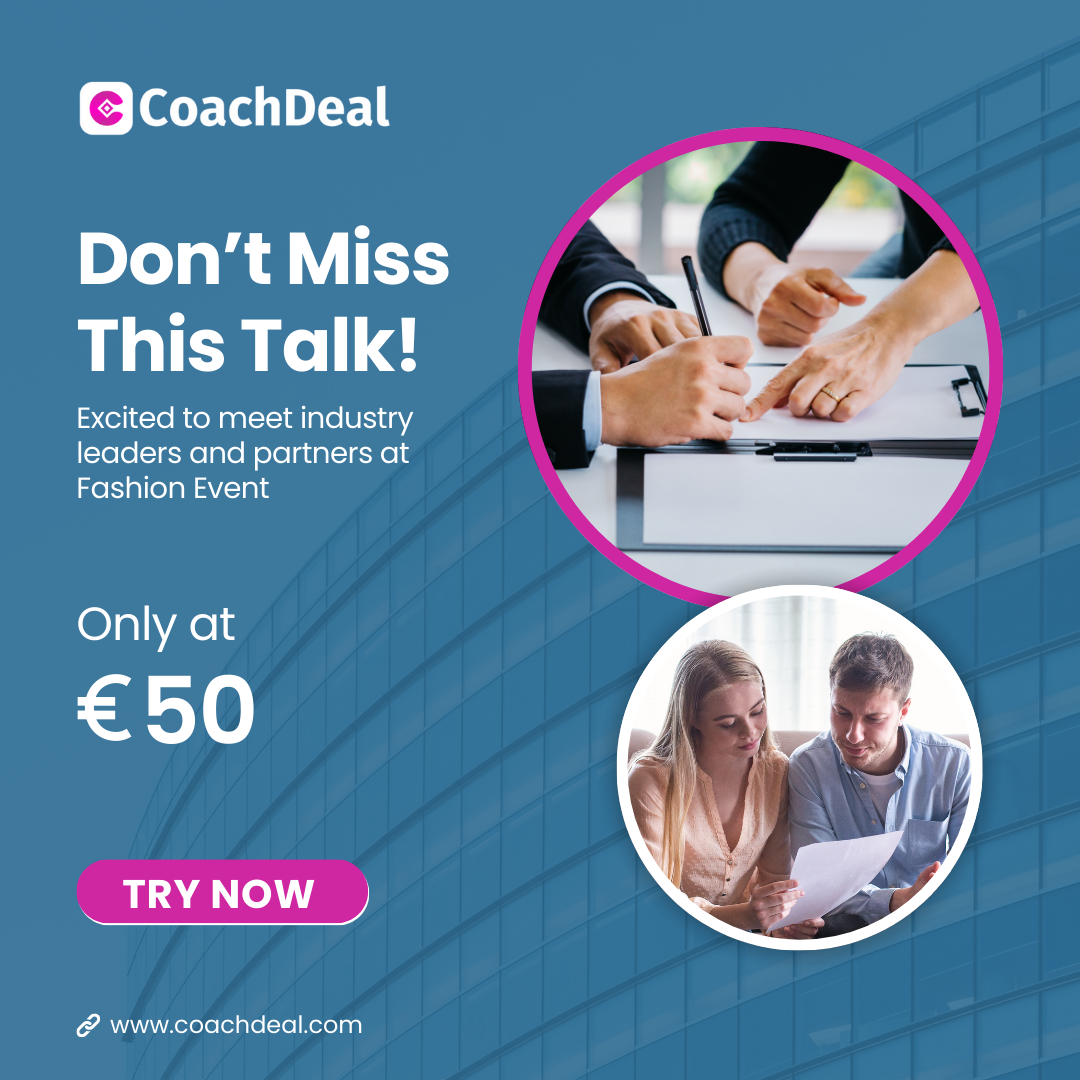 CoachDeal
Don’t Miss
This Talk!
Excited to meet industry
leaders and partners at
Fashion Event
Only at
€50
TRY NOW
www.coachdeal.com